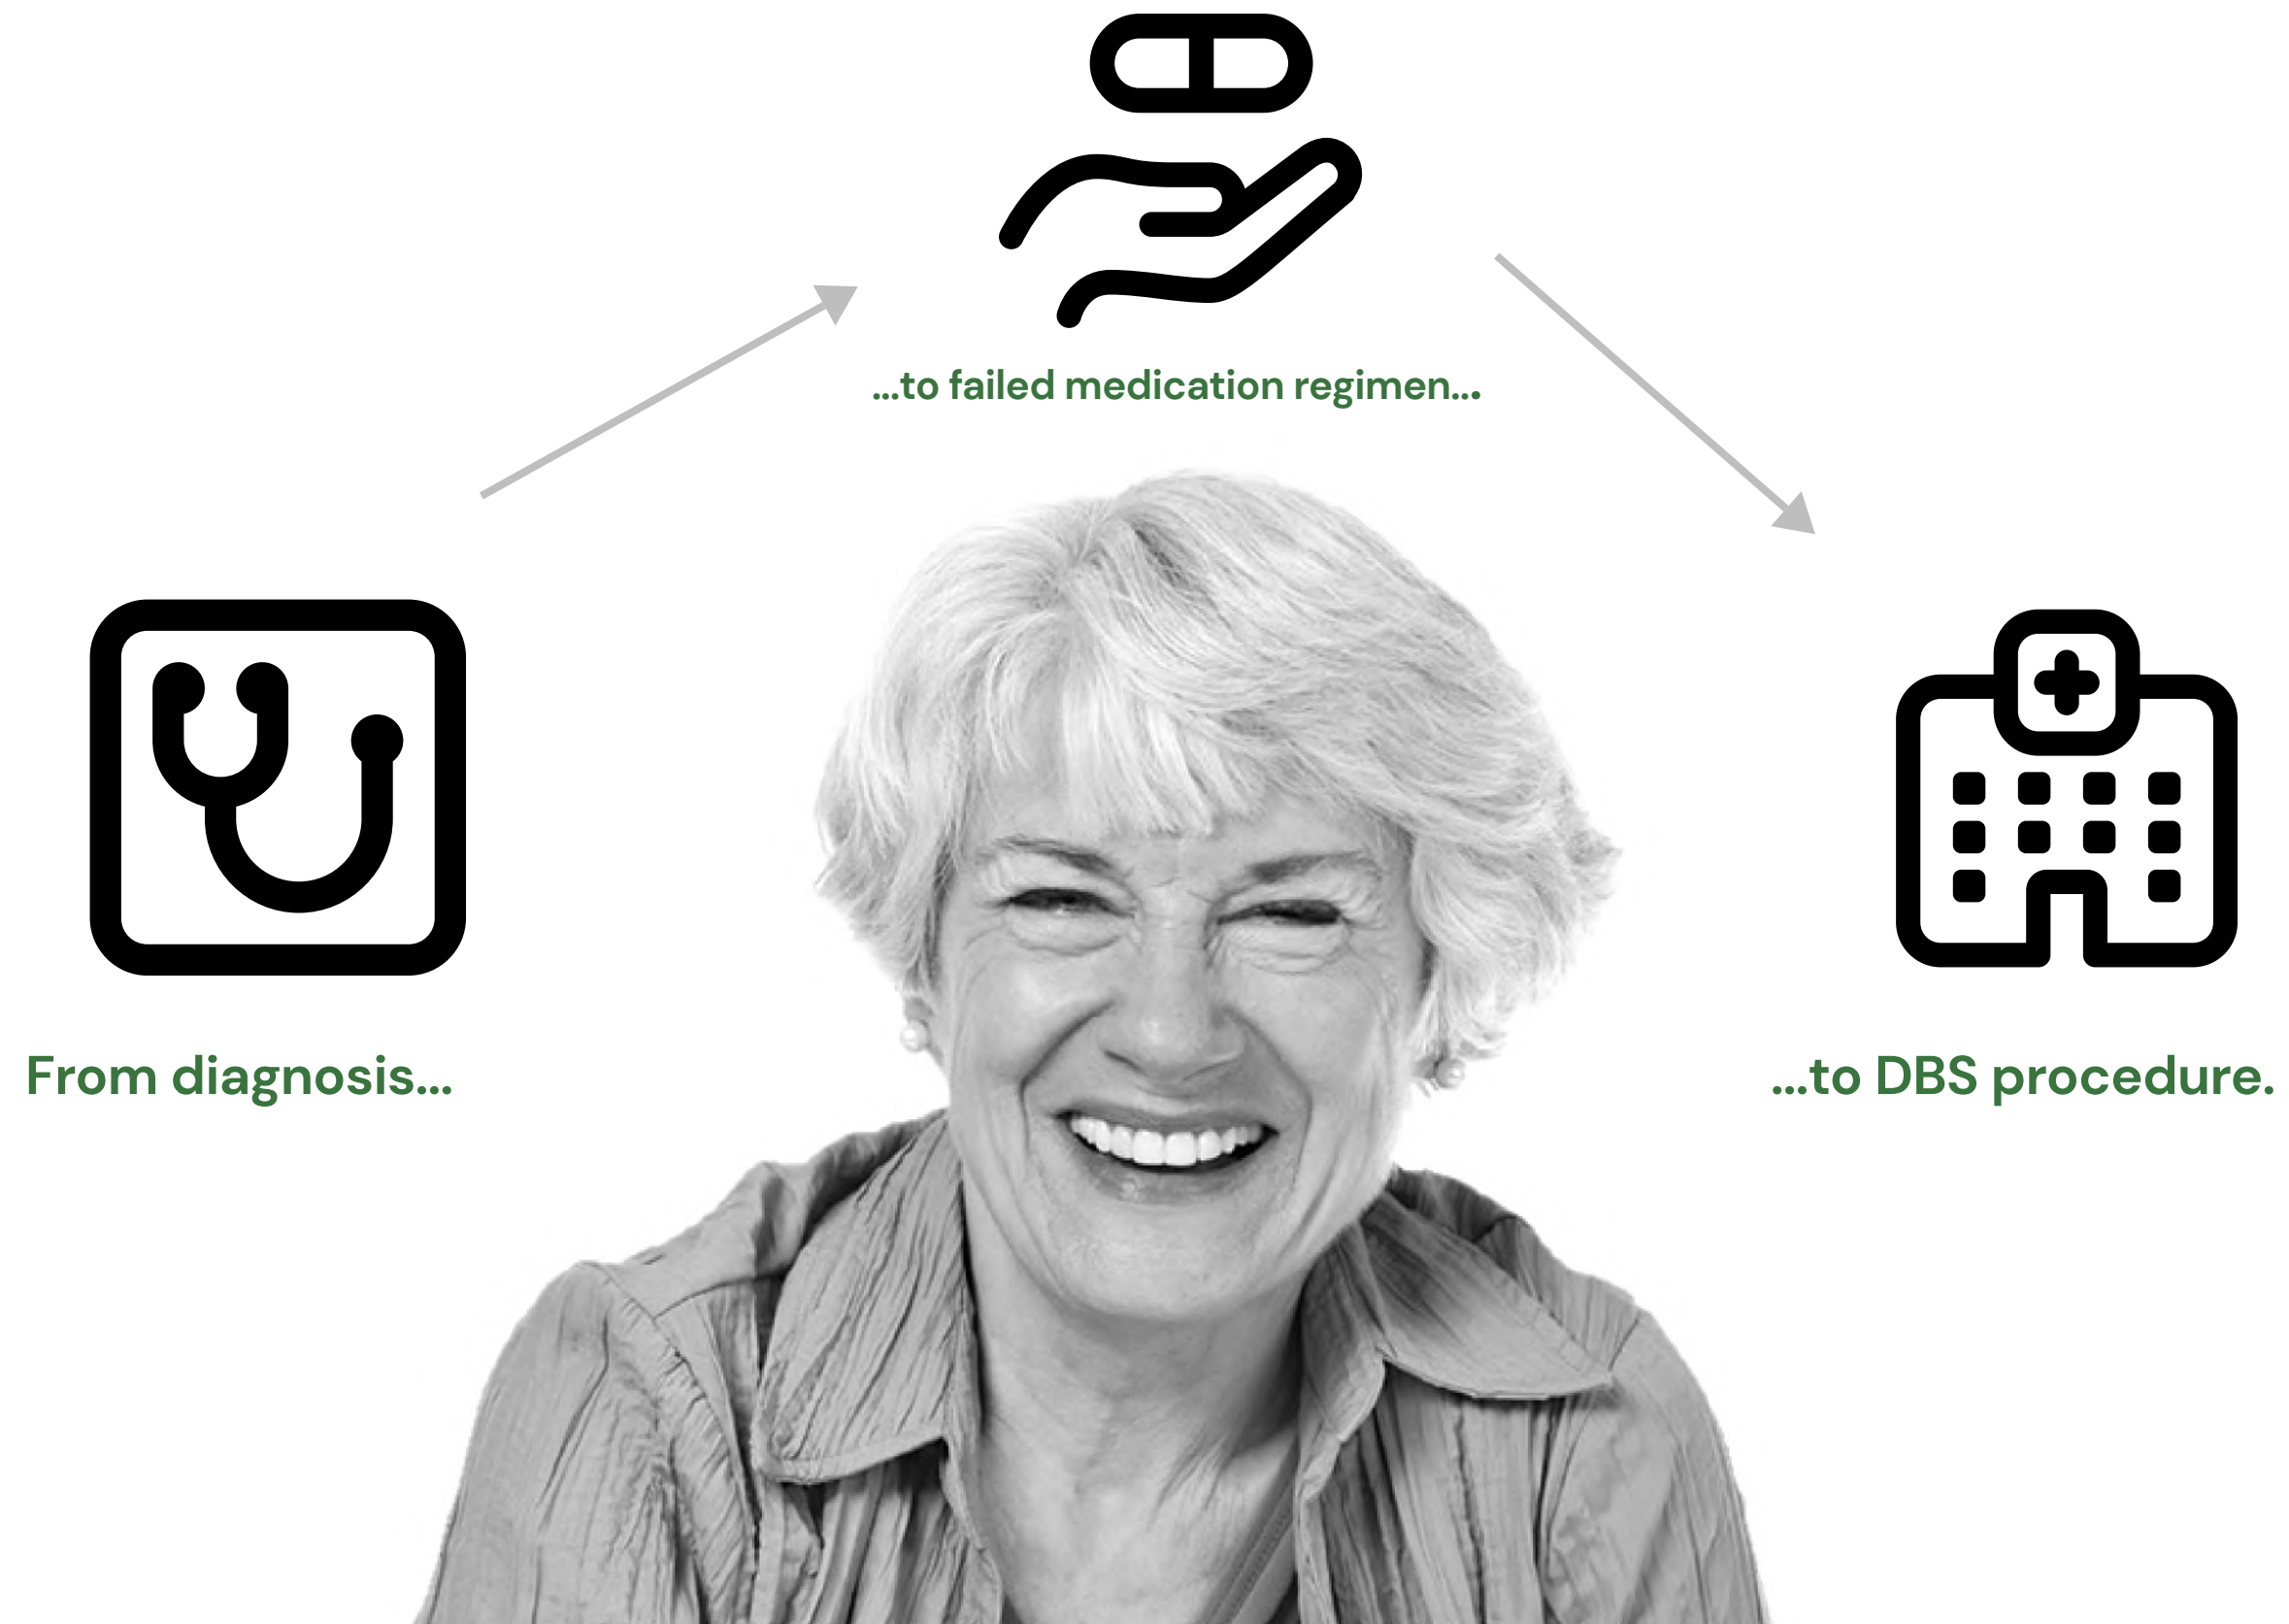 ...to failed medication regimen...
From diagnosis...
...to DBS procedure.